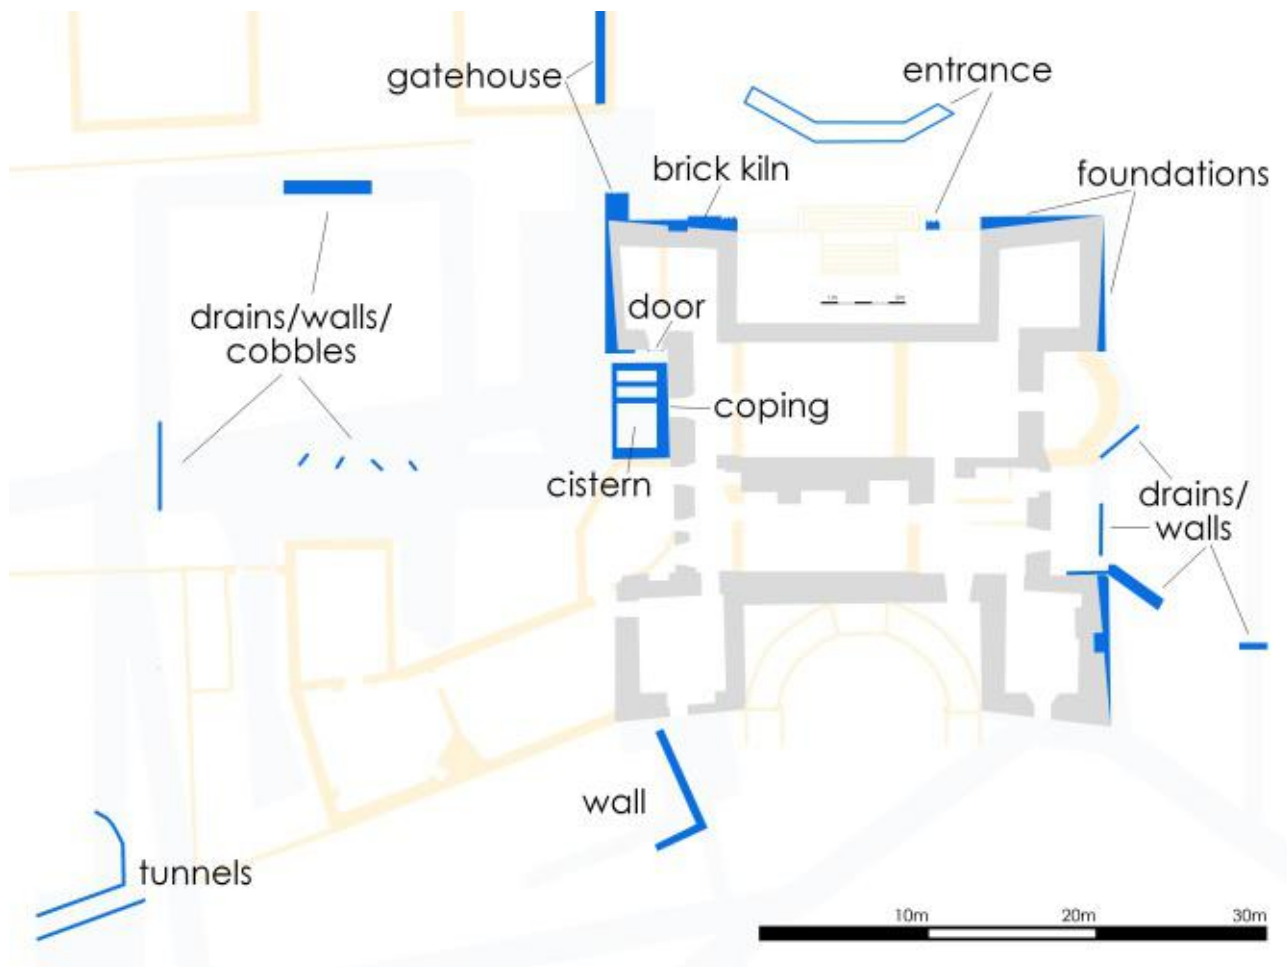 gatehouse
entrance
brick kiln
foundations
door
drains/walls/
cobbles
coping
cistern
drains/
walls
wall
tunnels
10m
20m
30m